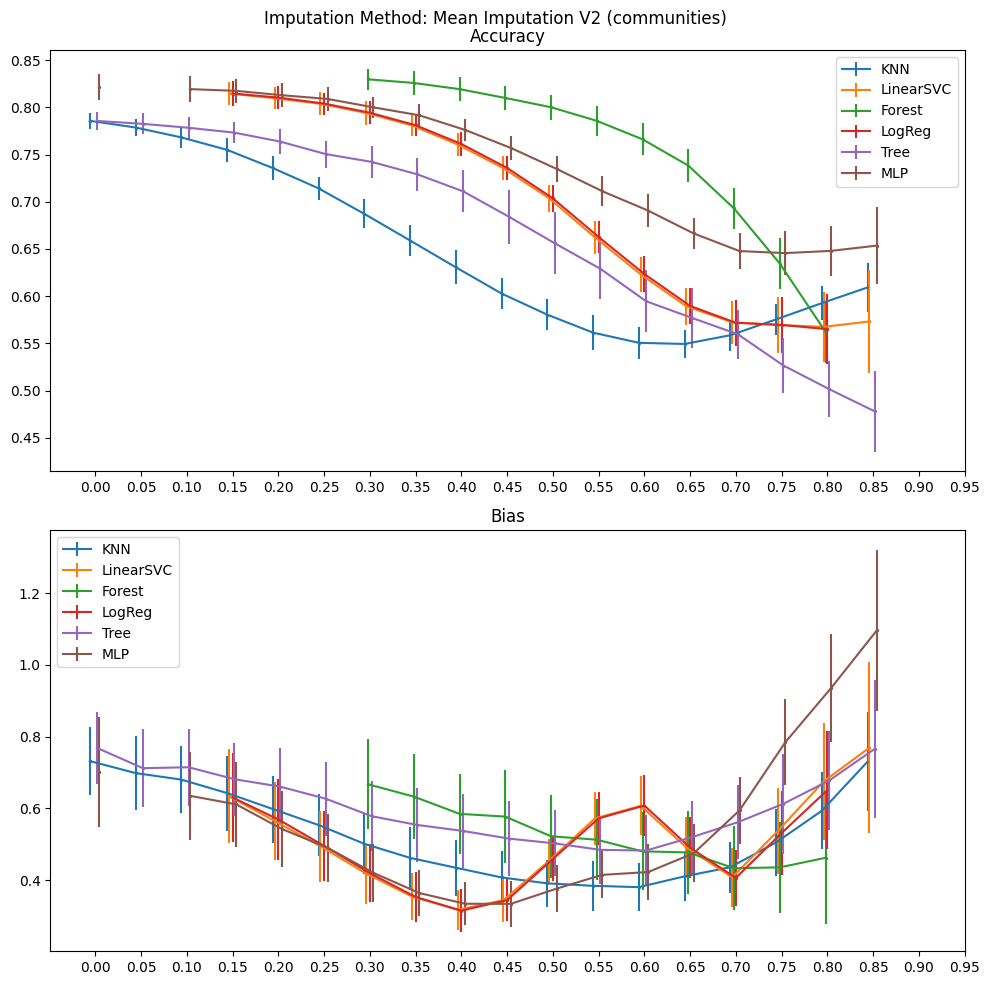 Imputation Method: Mean Imputation V2 (communities)
Accuracy
0.85
0.80
0.75
0.70
0.65
0.60
0.55
0.50
0.45
KNN
LinearSVC
Forest
LogReg
Tree
MLP
0.00 0.05 0.10 0.15 0.20 0.25 0.30 0.35 0.40 0.45 0.50 0.55 0.60 0.65 0.70 0.75 0.80 0.85 0.90 0.95
Bias
KNN
LinearSVC
Forest
LogReg
Tree
MLP
1.2
1.0
0.8
0.6
0.4
0.00 0.05 0.10 0.15 0.20 0.25 0.30 0.35 0.40 0.45 0.50 0.55 0.60 0.65 0.70 0.75 0.80 0.85 0.90 0.95